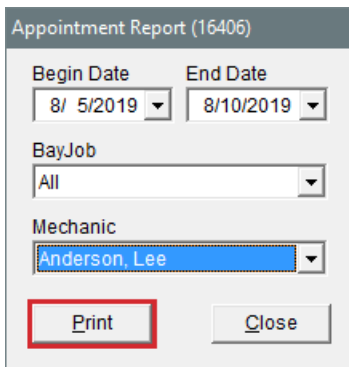 Appointment Report (16406)
Begin Date End Date
8/ 5/2019 8/10/2019
BayJob
All
Mechanic
Anderson, Lee
Print Close